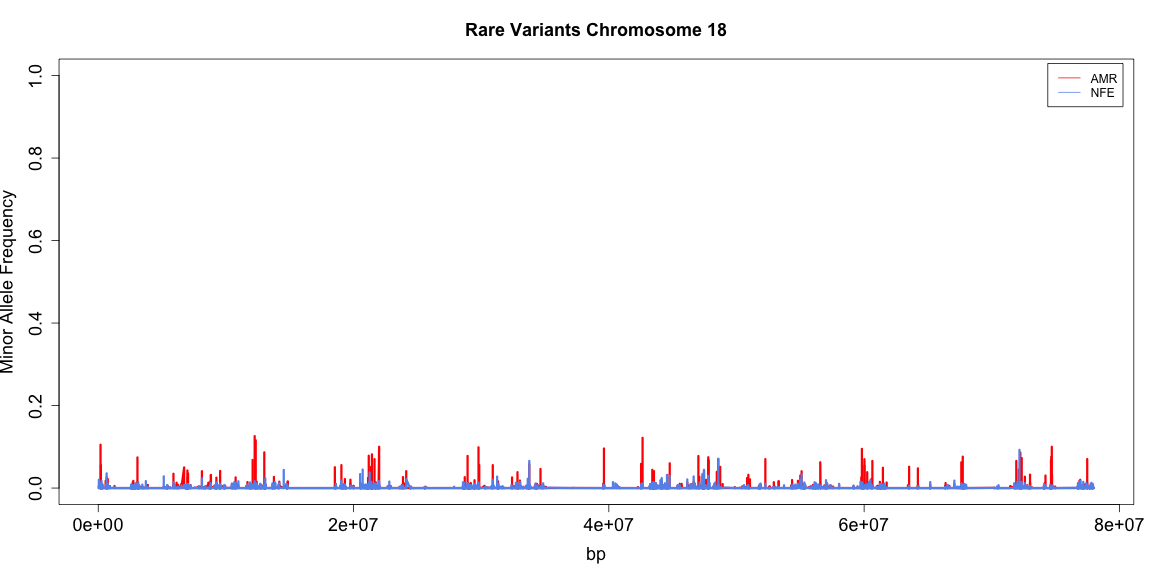 Rare Variants Chromosome 18
AMR
NFE
Minor Allele Frequency
1.0
0.8
0.6
0.4
0.2
0.0
0e+00
2e+07
4e+07
6e+07
8e+07
bp